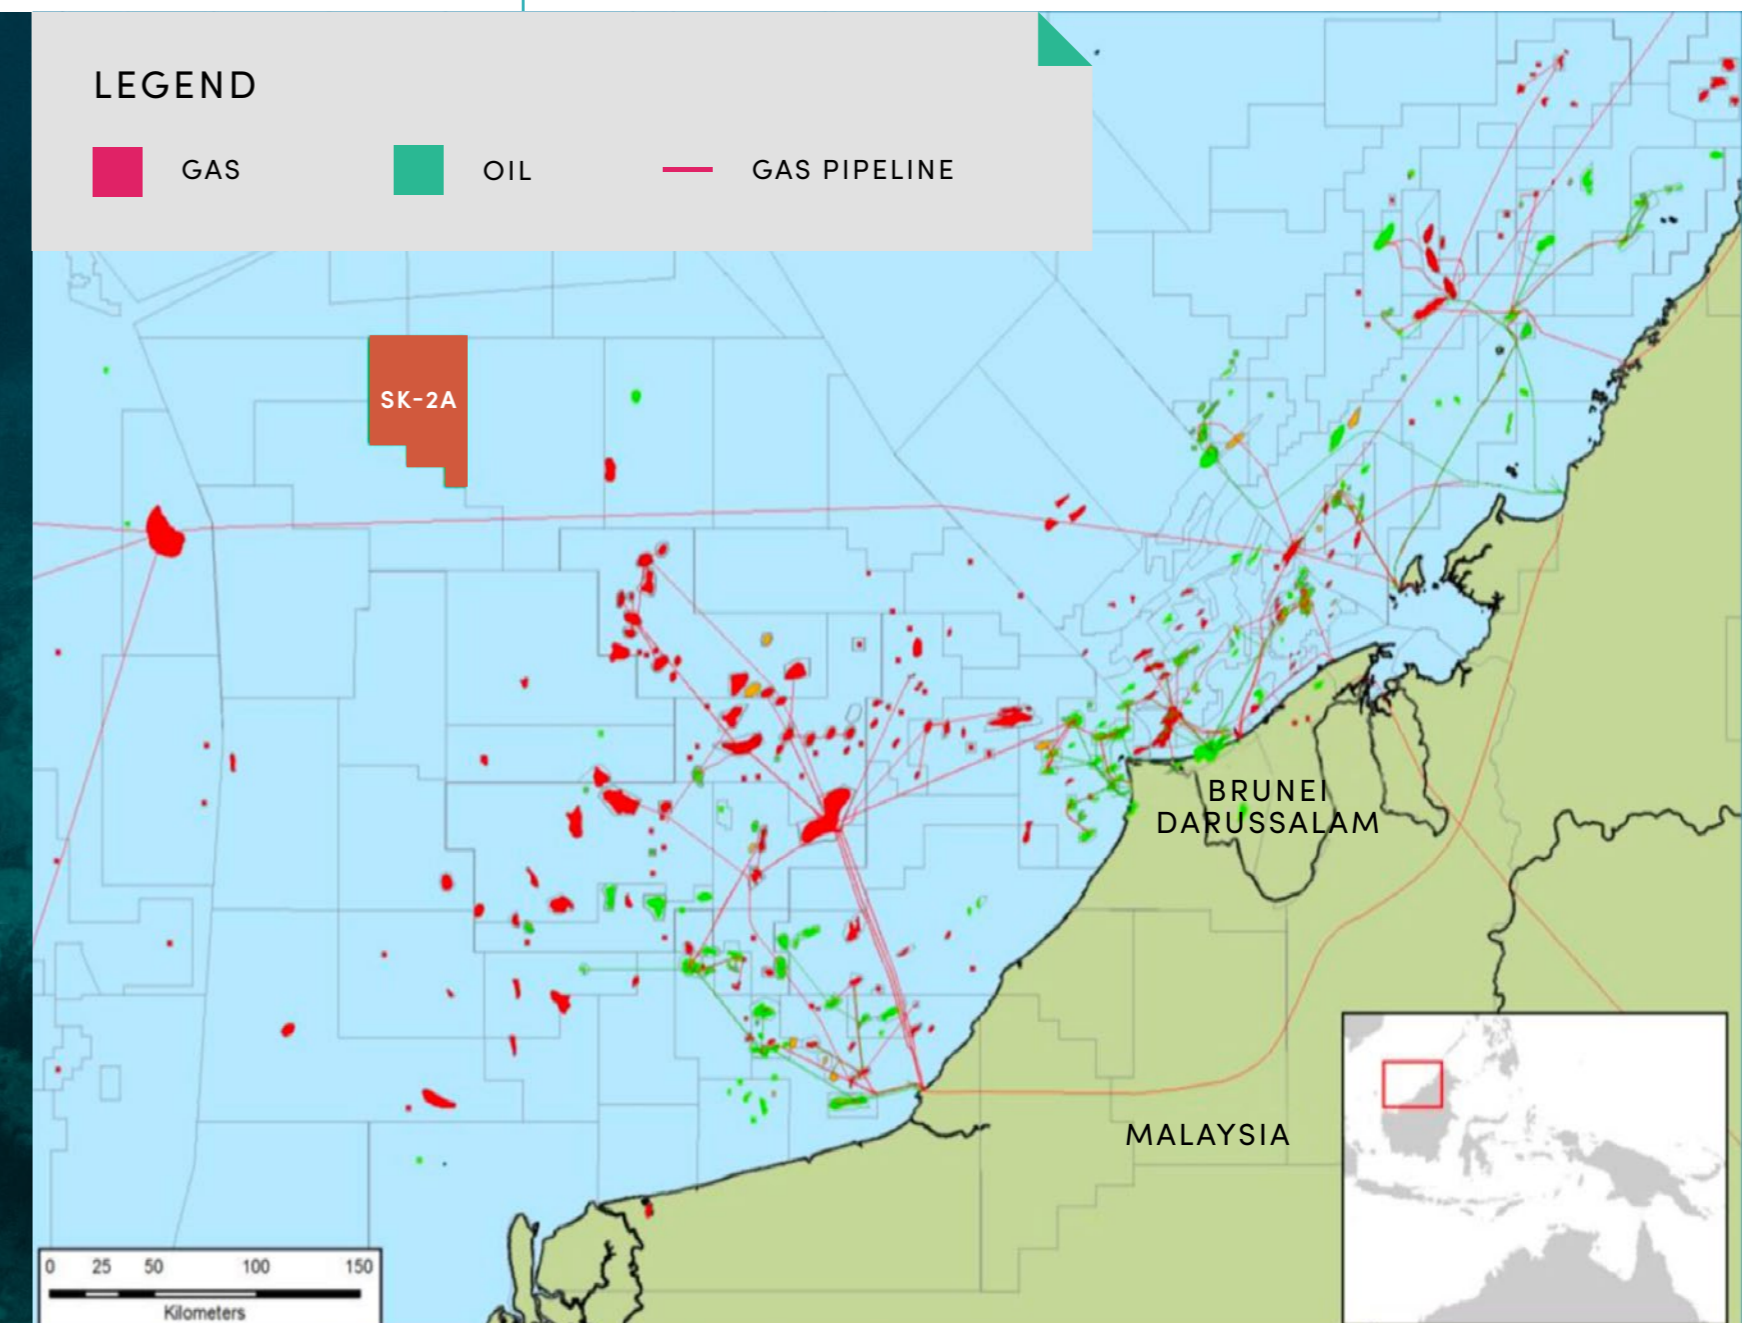 LEGEND
GAS
OIL
GAS PIPELINE
SK-2A
BRUNEI
DARUSSALAM
MALAYSIA
0 25 50 100 150
Kilometers